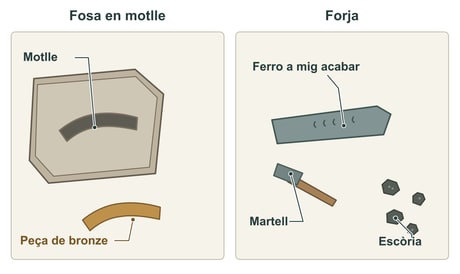 Fosa en motlle
Forja
Motlle
Peça de bronze
Ferro a mig acabar
Martell
Escòria